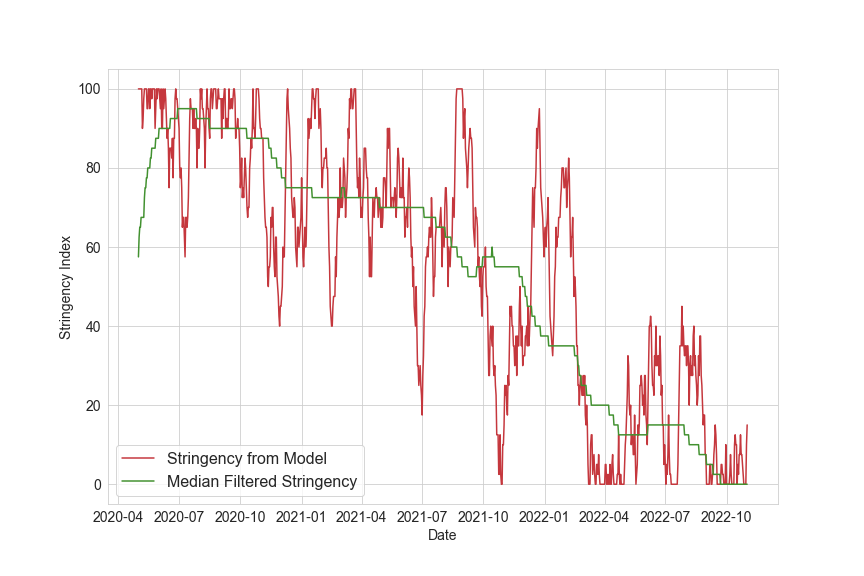 100
80
60
40
20
0
Stringency Index
Stringency from Model
Median Filtered Stringency
2020-04 2020-07 2020-10 2021-01 2021-04 2021-07 2021-10 2022-01 2022-04 2022-07 2022-10
Date